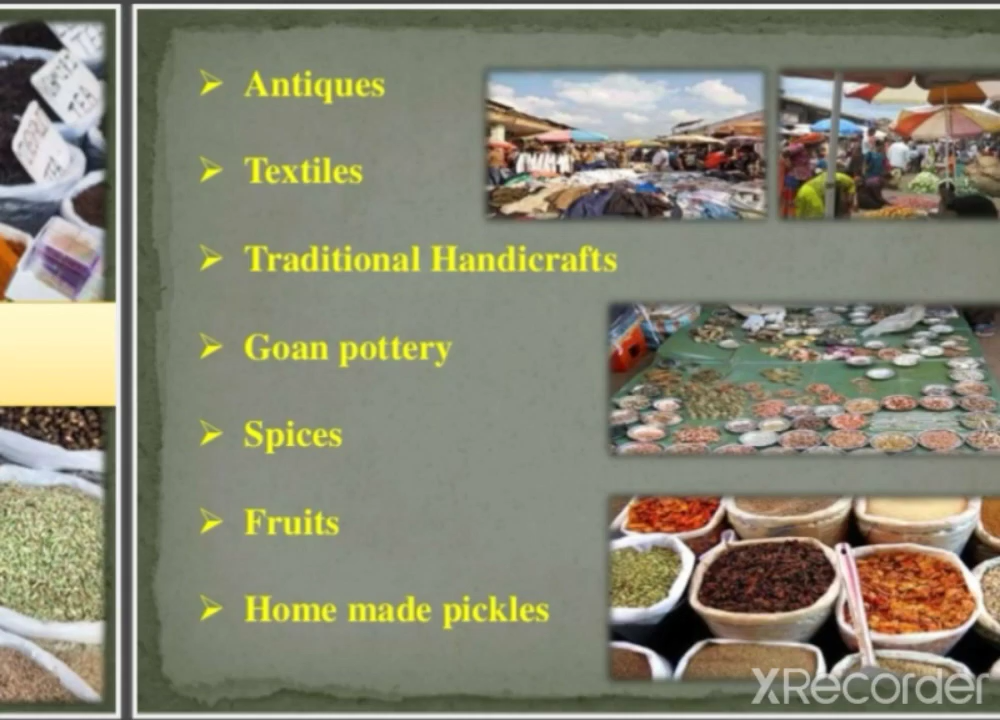 Antiques
Textiles
Traditional Handicrafts
Goan pottery
Spices
Fruits
Home made pickles
XRecorder